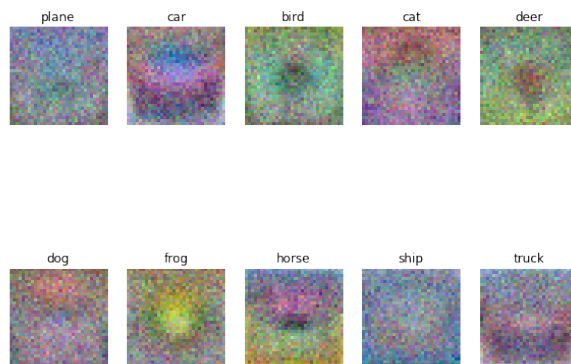 plane car bird cat deer
dog frog horse ship truck